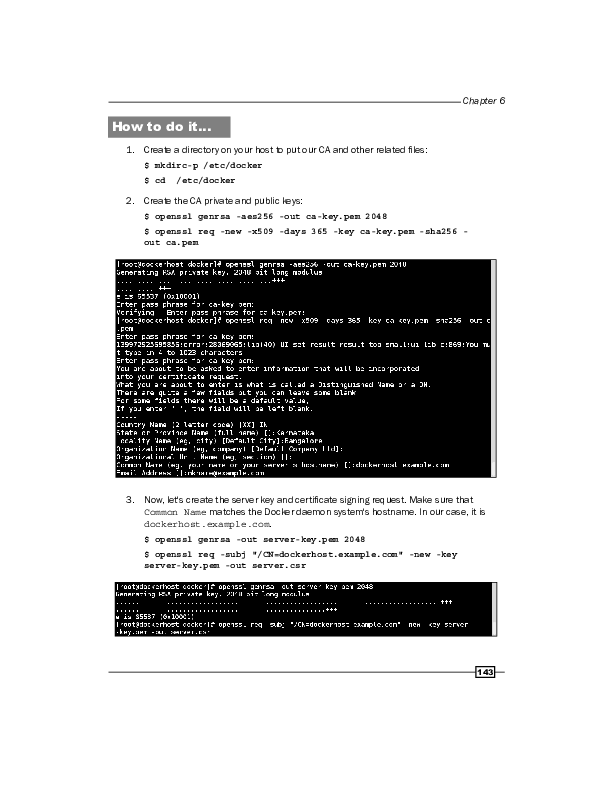 Chapter 6
How to do it...
1. Create a directory on your host to put our CA and other related files:
$ mkdirc-p /etc/docker
$ cd /etc/docker
2. Create the CA private and public keys:
$ openssl genrsa -aes256 -out ca-key.pem 2048
$ openssl req -new -x509 -days 365 -key ca-key.pem -sha256 -
out ca.pem
[root@dockerhost docker]# openssl genrsa -aes256 -out ca-key.pem 2048
Generating RSA private key, 2048 bit long modulus
e is 65537 (0x10001)
Enter pass phrase for ca-key.pem:
Verifying - Enter pass phrase for ca-key.pem:
[root@dockerhost docker]# openssl req -new -x509 -days 365 -key ca-key.pem -sha256 -out c
.pem
Enter pass phrase for ca-key.pem:
UI set result:result too small:ui_lib.c:869:You mu
t type in 4 to 1023 characters
Enter pass phrase for ca-key.pem:
You are about to be asked to enter information that will be incorporated
into your certificate request.
What you are about to enter is what is called a Distinguished Name or a DN.
There are quite a few fields but you can leave some blank
For some fields there will be a default value,
If you enter '.', the field will be left blank.
-----
Country Name (2 letter code) [XX]:IN
State or Province Name (full name) []:Karnataka
Locality Name (eg, city) [Default City]:Bangalore
Organization Name (eg, company) [Default Company Ltd]:
Organizational Unit Name (eg, section) []:
Common Name (eg, your name or your server's hostname) []:dockerhost.example.com
Email Address []:nkhare@example.com
3. Now, let's create the server key and certificate signing request. Make sure that
Common Name matches the Docker daemon system's hostname. In our case, it is
dockerhost.example.com.
$ openssl genrsa -out server-key.pem 2048
$ openssl req -subj "/CN=dockerhost.example.com" -new -key
server-key.pem -out server.csr
[root@dockerhost docker]# openssl genrsa -out server-key.pem 2048
Generating RSA private key, 2048 bit long modulus
e is 65537 (0x10001)
[root@dockerhost docker]# openssl req -subj "/CN=dockerhost.example.com" -new -key server
-key.pem -out server.csr
143